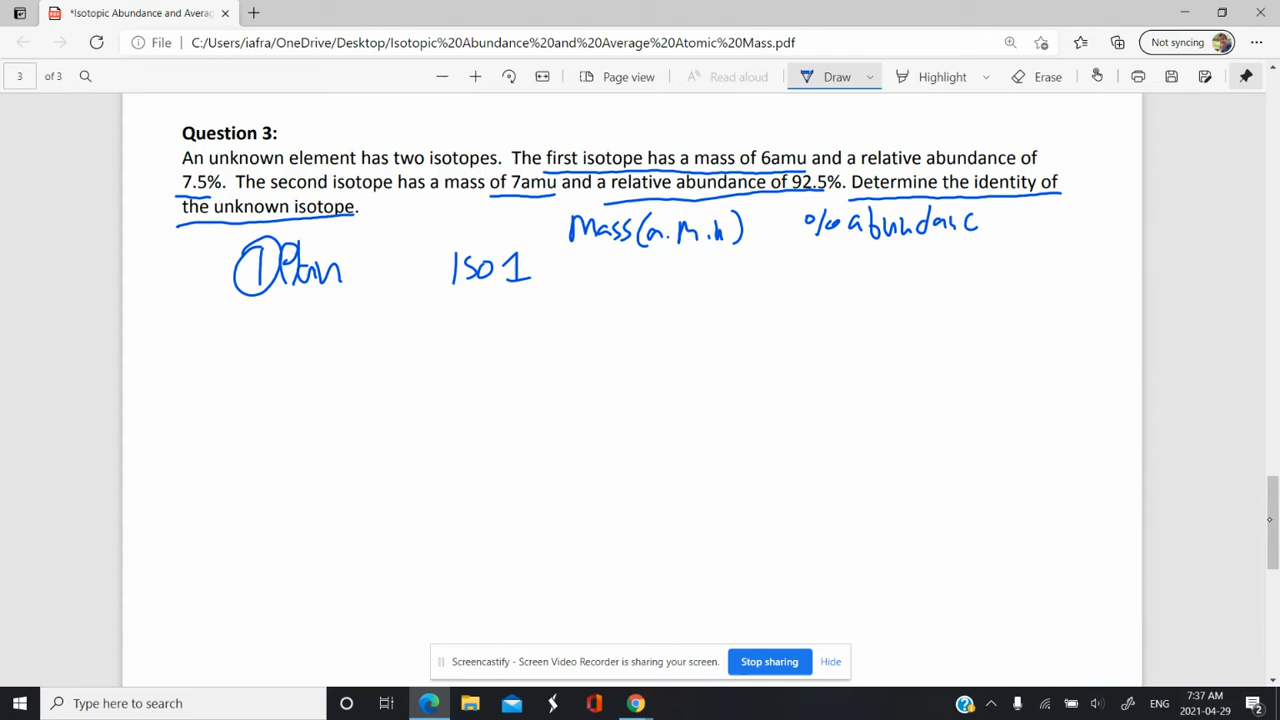 *Isotopic Abundance and Averag
File C:/Users/iafra/OneDrive/Desktop/Isotopic%20Abundance%20and%20Average%20Atomic%20Mass.pdf
Not syncing
3 of 3
Page view
Read aloud
Draw
Highlight
Erase
Question 3:
An unknown element has two isotopes. The first isotope has a mass of 6amu and a relative abundance of
7.5%. The second isotope has a mass of 7amu and a relative abundance of 92.5%. Determine the identity of
the unknown isotope.
Mass(a.m.u) % abundanc
1 Iso 1
Screencastify - Screen Video Recorder is sharing your screen.
Stop sharing
Hide
Type here to search
ENG
7:37 AM
2021-04-29
2